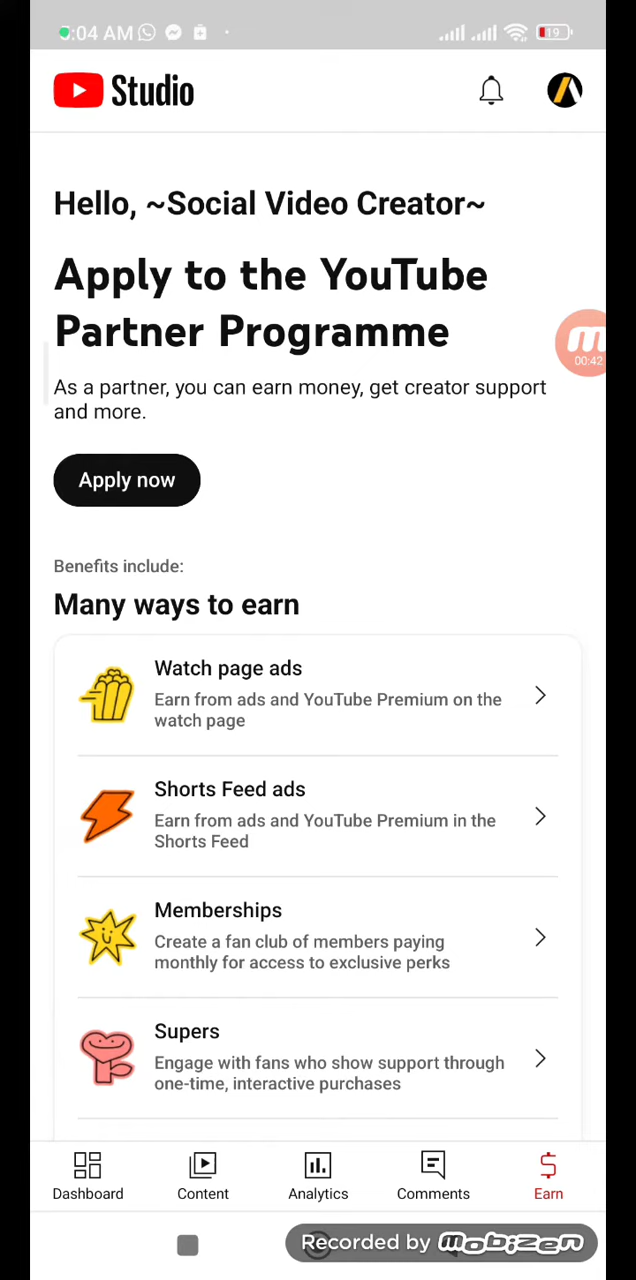 :04 AM
19
Studio
Hello, ~Social Video Creator~
Apply to the YouTube
Partner Programme
00:42
As a partner, you can earn money, get creator support
and more.
Apply now
Benefits include:
Many ways to earn
Watch page ads
Earn from ads and YouTube Premium on the
watch page
Shorts Feed ads
Earn from ads and YouTube Premium in the
Shorts Feed
Memberships
Create a fan club of members paying
monthly for access to exclusive perks
Supers
Engage with fans who show support through
one-time, interactive purchases
Dashboard
Content
Analytics
Comments
Earn
Recorded by mobizen